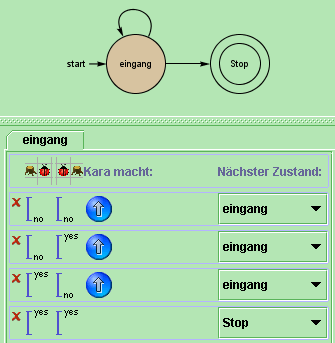 start
eingang
Stop
eingang
Kara macht:
Nächster Zustand:
no
no
eingang
no
yes
eingang
yes
no
eingang
yes
yes
Stop